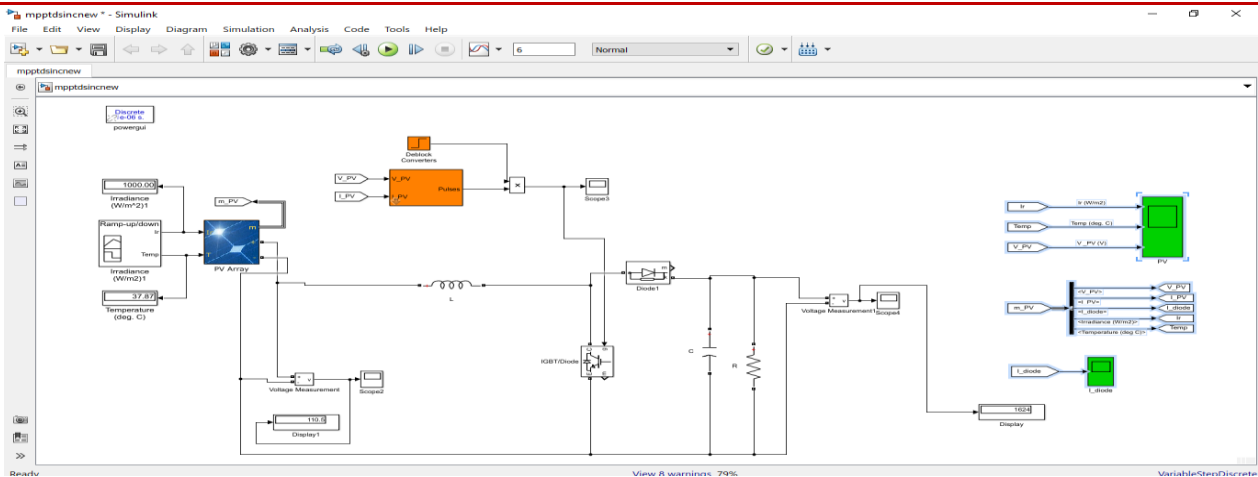 mpptdsincnew * - Simulink
File Edit View Display Diagram Simulation Analysis Code Tools Help
6
Normal
mpptdsincnew
mpptdsincnew
Discrete
e-06 s.
powergui
Deblock
Converters
V_PV
I_PV
V_PV
I_PV
Pulses
×
Scope3
1000.00
Irradiance
(W/m^2)1
m_PV
Ramp-up/down
Ir
Temp
Irradiance
(W/m2)1
m
PV Array
37.87
Temperature
(deg. C)
L
Diode1
IGBT/Diode
C
R
Voltage Measurement1
Scope4
Voltage Measurement
Scope2
110.5
Display1
1624
Display
Ir
Ir (W/m2)
Temp
Temp (deg. C)
V_PV
V_PV (V)
PV
m_PV
<V_PV>
V_PV
<I_PV>
I_PV
<I_diode>
I_diode
<Irradiance (W/m2)>
Ir
<Temperature (deg C)>
Temp
I_diode
I_diode
Ready
View 8 warnings 79%
VariableStepDiscrete